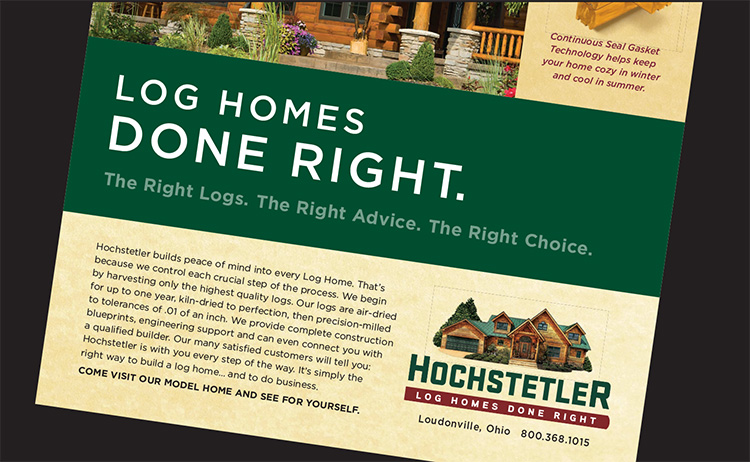 Continuous Seal Gasket
Technology helps keep
your home cozy in winter
and cool in summer.
LOG HOMES
DONE RIGHT.
The Right Logs. The Right Advice. The Right Choice.
Hochstetler builds peace of mind into every Log Home. That's
because we control each crucial step of the process. We begin
by harvesting only the highest quality logs. Our logs are air-dried
for up to one year, kiln-dried to perfection, then precision-milled
to tolerances of .01 of an inch. We provide complete construction
blueprints, engineering support and can even connect you with
a qualified builder. Our many satisfied customers will tell you:
Hochstetler is with you every step of the way. It's simply the
right way to build a log home... and to do business.
COME VISIT OUR MODEL HOME AND SEE FOR YOURSELF.
HOCHSTETLER
LOG HOMES DONE RIGHT
Loudonville, Ohio 800.368.1015